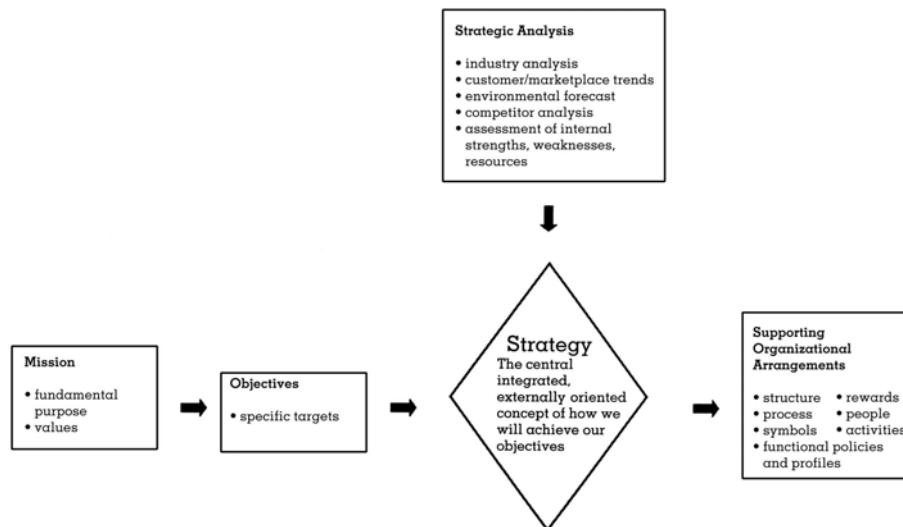 Strategic Analysis
• industry analysis
• customer/marketplace trends
• environmental forecast
• competitor analysis
• assessment of internal
strengths, weaknesses,
resources
Mission
• fundamental
purpose
• values
Objectives
• specific targets
Strategy
The central
integrated,
externally oriented
concept of how we
will achieve our
objectives
Supporting
Organizational
Arrangements
• structure • rewards
• process • people
• symbols • activities
• functional policies
and profiles